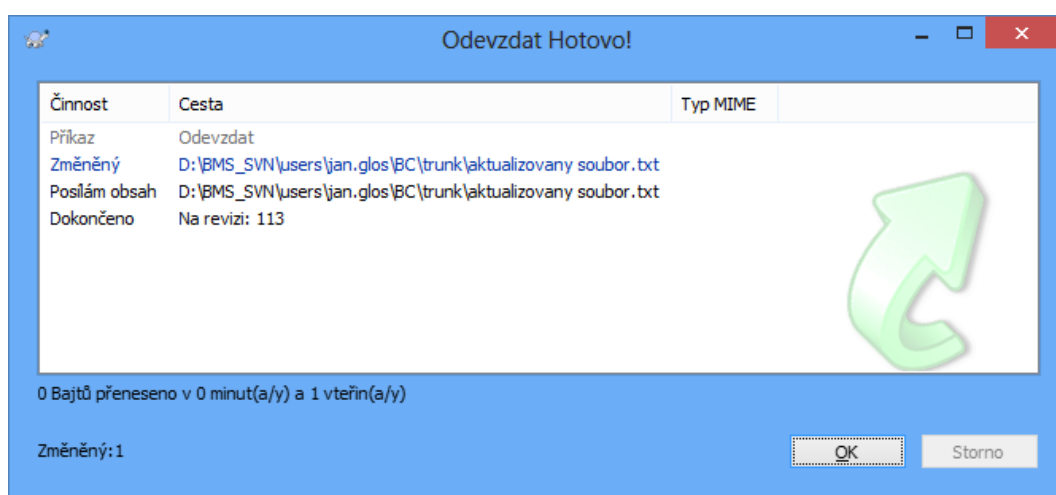 Odevzdat Hotovo!
Činnost Cesta Typ MIME
Příkaz Odevzdat
Změněný D:\BMS_SVN\users\jan.glos\BC\trunk\aktualizovany soubor.txt
Posílám obsah D:\BMS_SVN\users\jan.glos\BC\trunk\aktualizovany soubor.txt
Dokončeno Na revizi: 113
0 Bajtů přeneseno v 0 minut(a/y) a 1 vteřin(a/y)
Změněný:1
OK Storno